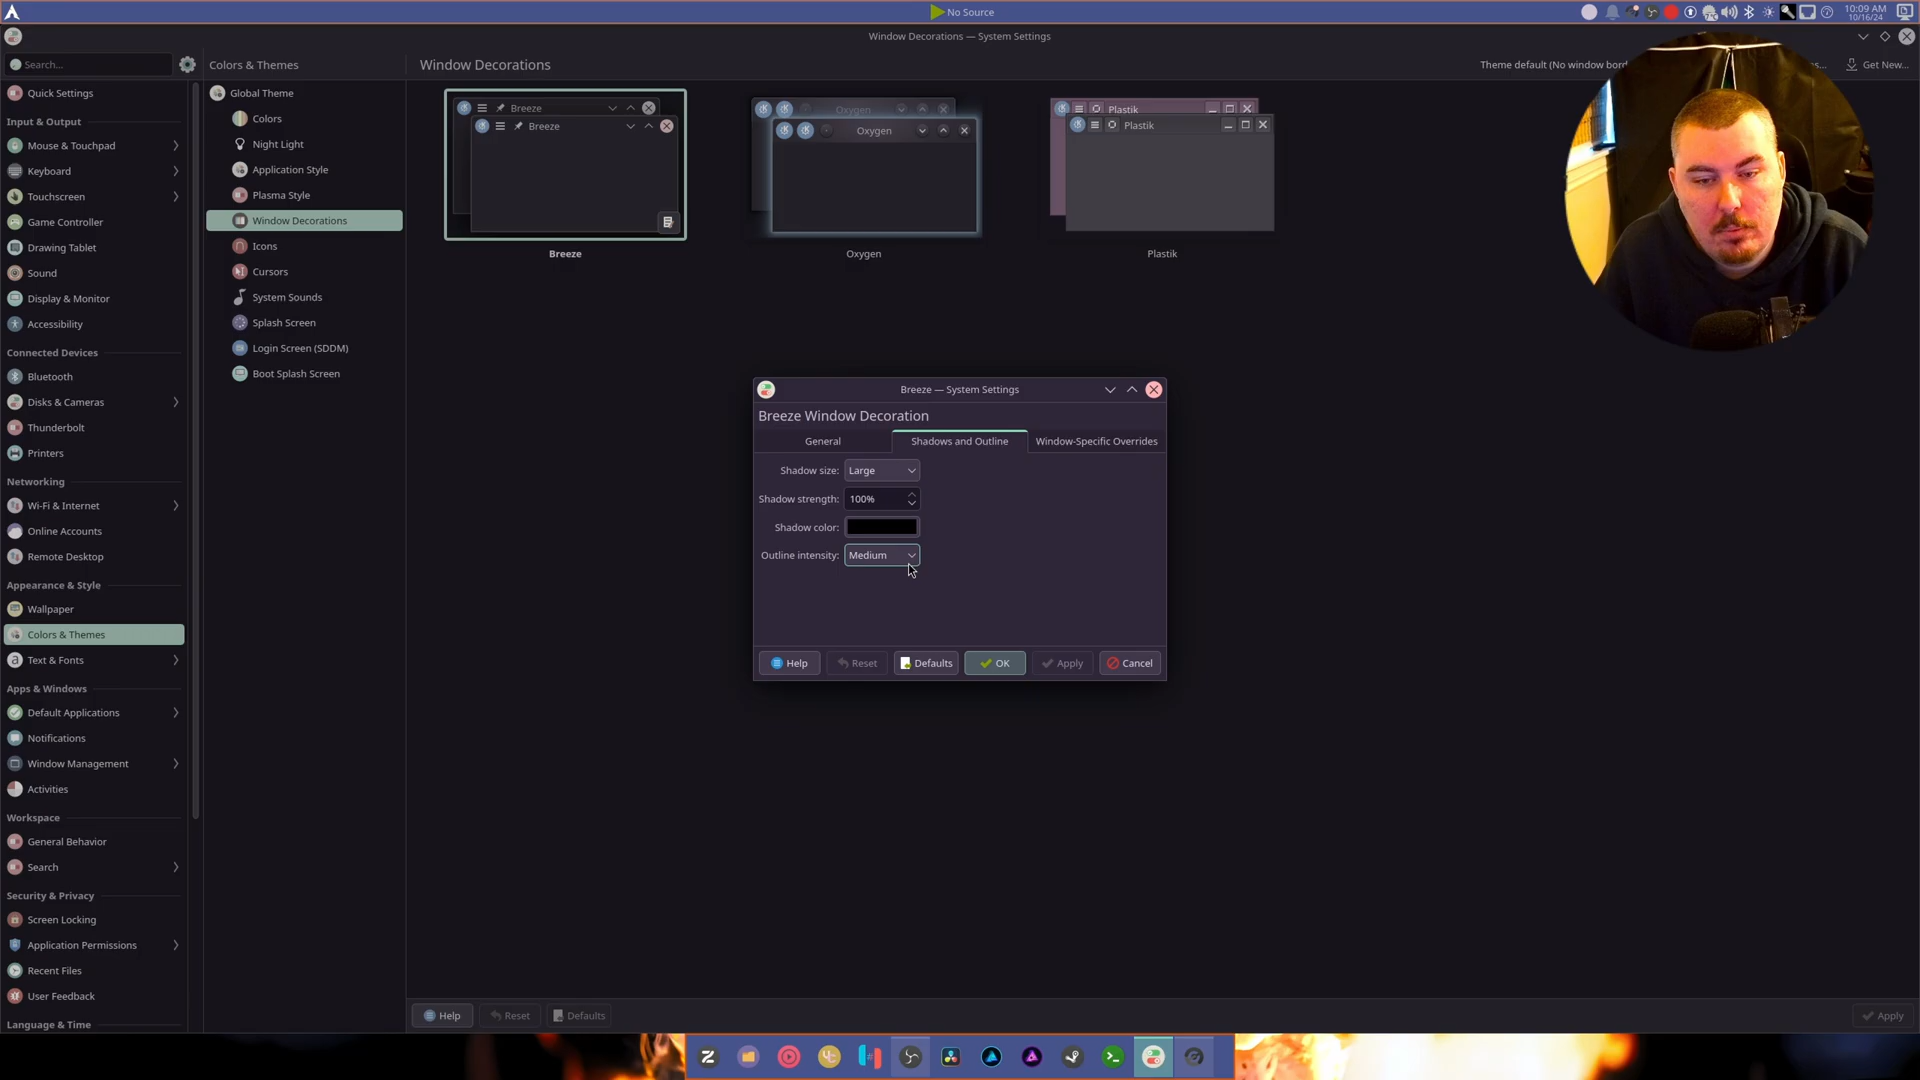 No Source
10:09 AM
10/16/24
Window Decorations — System Settings
Search...
Colors & Themes
Window Decorations
Theme default (No window bord
Get New...
Quick Settings
Input & Output
Mouse & Touchpad
Keyboard
Touchscreen
Game Controller
Drawing Tablet
Sound
Display & Monitor
Accessibility
Connected Devices
Bluetooth
Disks & Cameras
Thunderbolt
Printers
Networking
Wi-Fi & Internet
Online Accounts
Remote Desktop
Appearance & Style
Wallpaper
Colors & Themes
Text & Fonts
Apps & Windows
Default Applications
Notifications
Window Management
Activities
Workspace
General Behavior
Search
Security & Privacy
Screen Locking
Application Permissions
Recent Files
User Feedback
Language & Time
Global Theme
Colors
Night Light
Application Style
Plasma Style
Window Decorations
Icons
Cursors
System Sounds
Splash Screen
Login Screen (SDDM)
Boot Splash Screen
Breeze
Breeze
Breeze
Oxygen
Oxygen
Oxygen
Plastik
Plastik
Plastik
Breeze — System Settings
Breeze Window Decoration
General
Shadows and Outline
Window-Specific Overrides
Shadow size: Large
Shadow strength: 100%
Shadow color:
Outline intensity: Medium
Help
Reset
Defaults
OK
Apply
Cancel
Help
Reset
Defaults
Apply